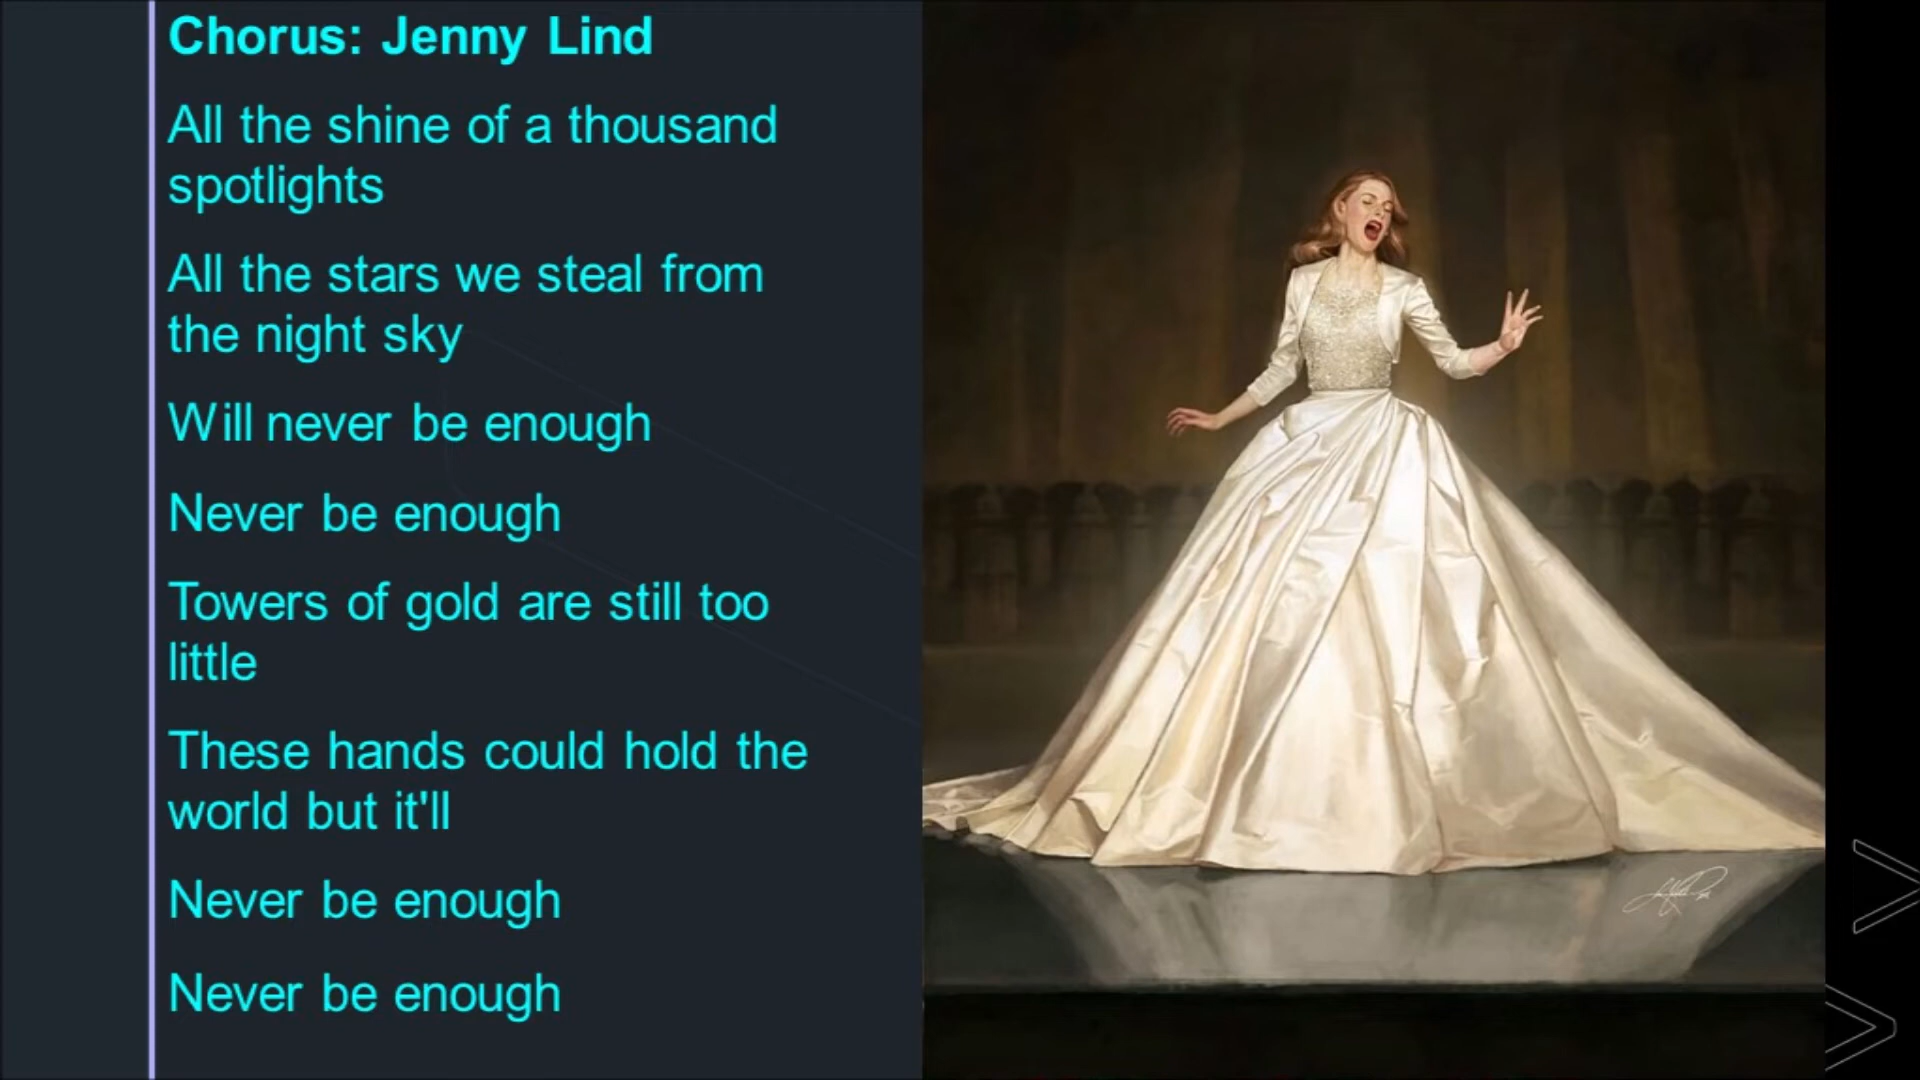 Chorus: Jenny Lind
All the shine of a thousand
spotlights
All the stars we steal from
the night sky
Will never be enough
Never be enough
Towers of gold are still too
little
These hands could hold the
world but it'll
Never be enough
Never be enough